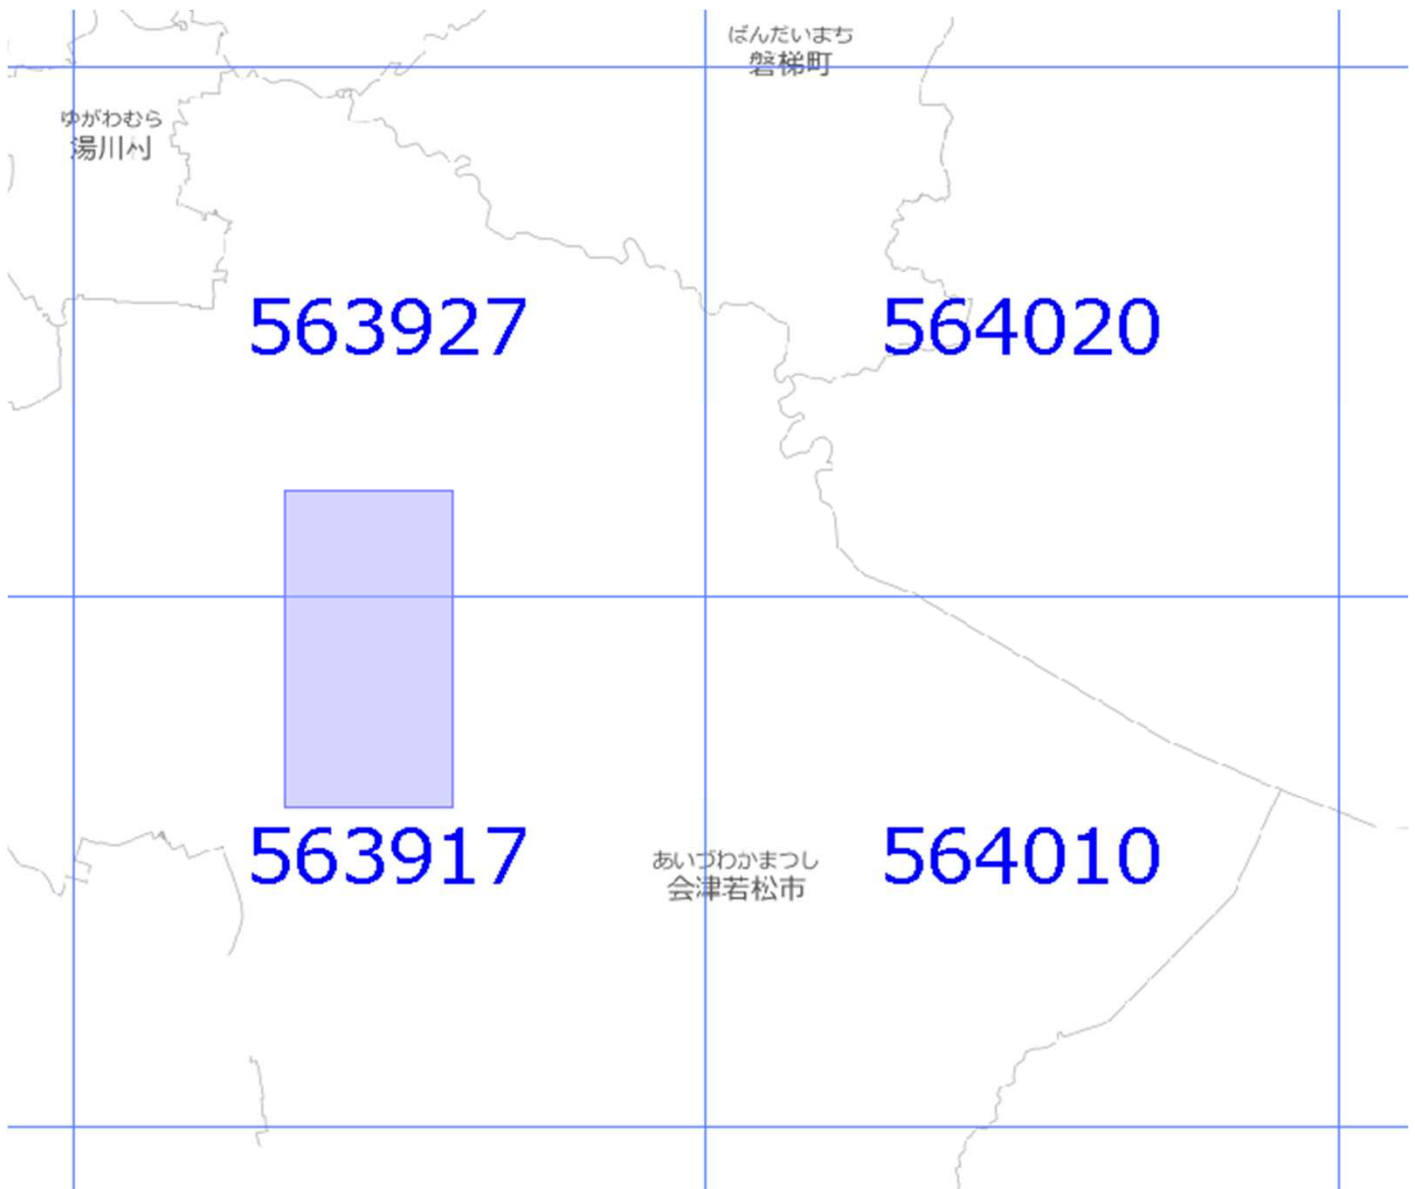 ばんだいまち
磐梯町
ゆがわむら
湯川村
563927
564020
563917
564010
あいづわかまつし
会津若松市